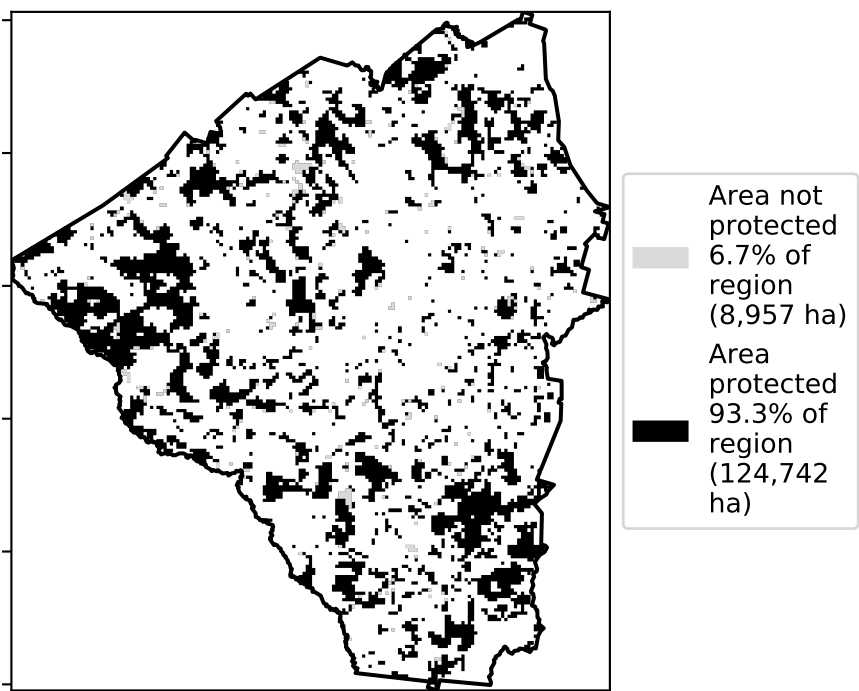 Area not
protected
6.7% of
region
(8,957 ha)
Area
protected
93.3% of
region
(124,742
ha)